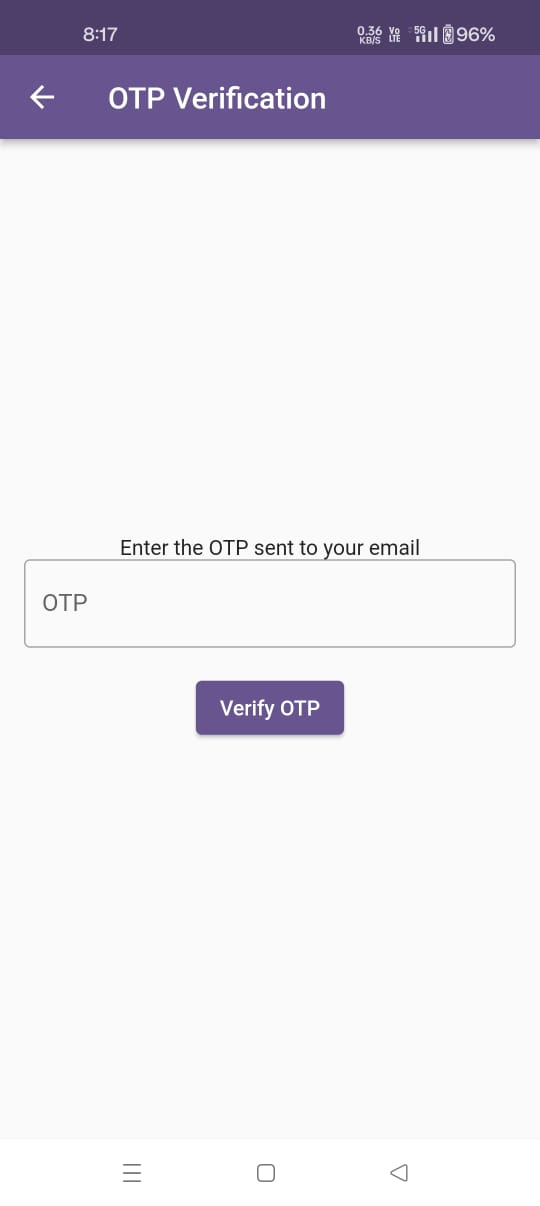 8:17
0.36 KB/S Vo LTE 5G 96%
OTP Verification
Enter the OTP sent to your email
OTP
Verify OTP